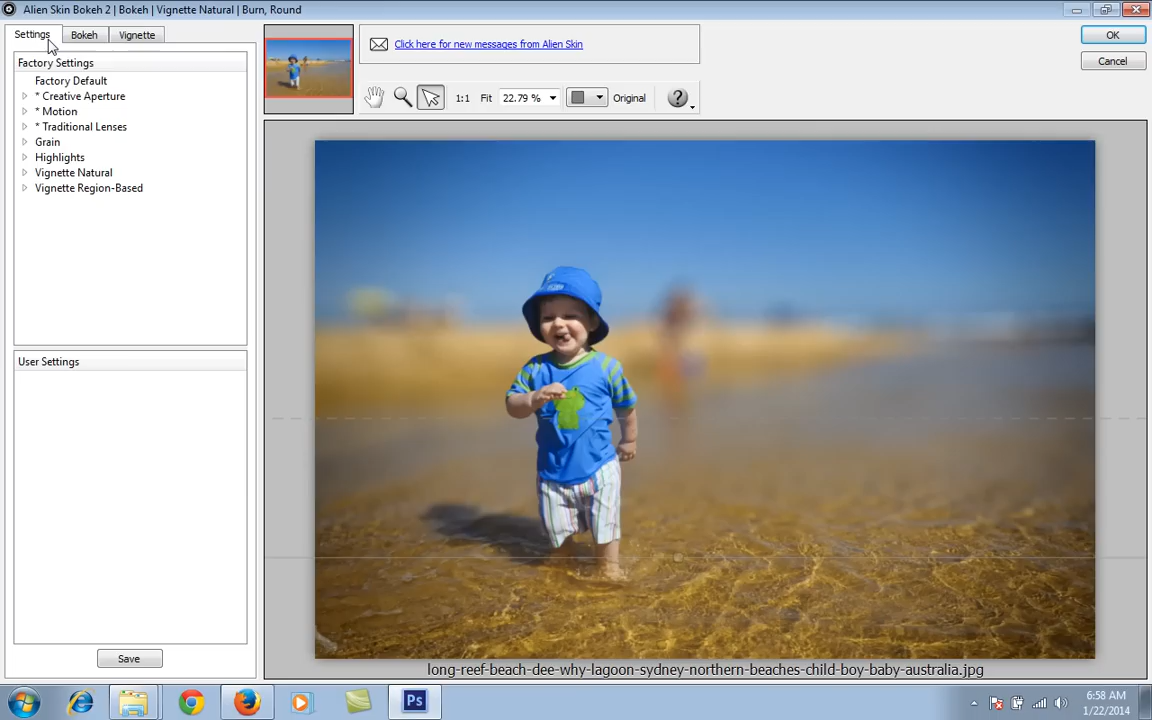 Alien Skin Bokeh 2 | Bokeh | Vignette Natural | Burn, Round
Settings
Bokeh
Vignette
Click here for new messages from Alien Skin
OK
Cancel
1:1
Fit
22.79 %
Original
?
Factory Settings
Factory Default
* Creative Aperture
* Motion
* Traditional Lenses
Grain
Highlights
Vignette Natural
Vignette Region-Based
User Settings
Save
long-reef-beach-dee-why-lagoon-sydney-northern-beaches-child-boy-baby-australia.jpg
Ps
6:58 AM
1/22/2014